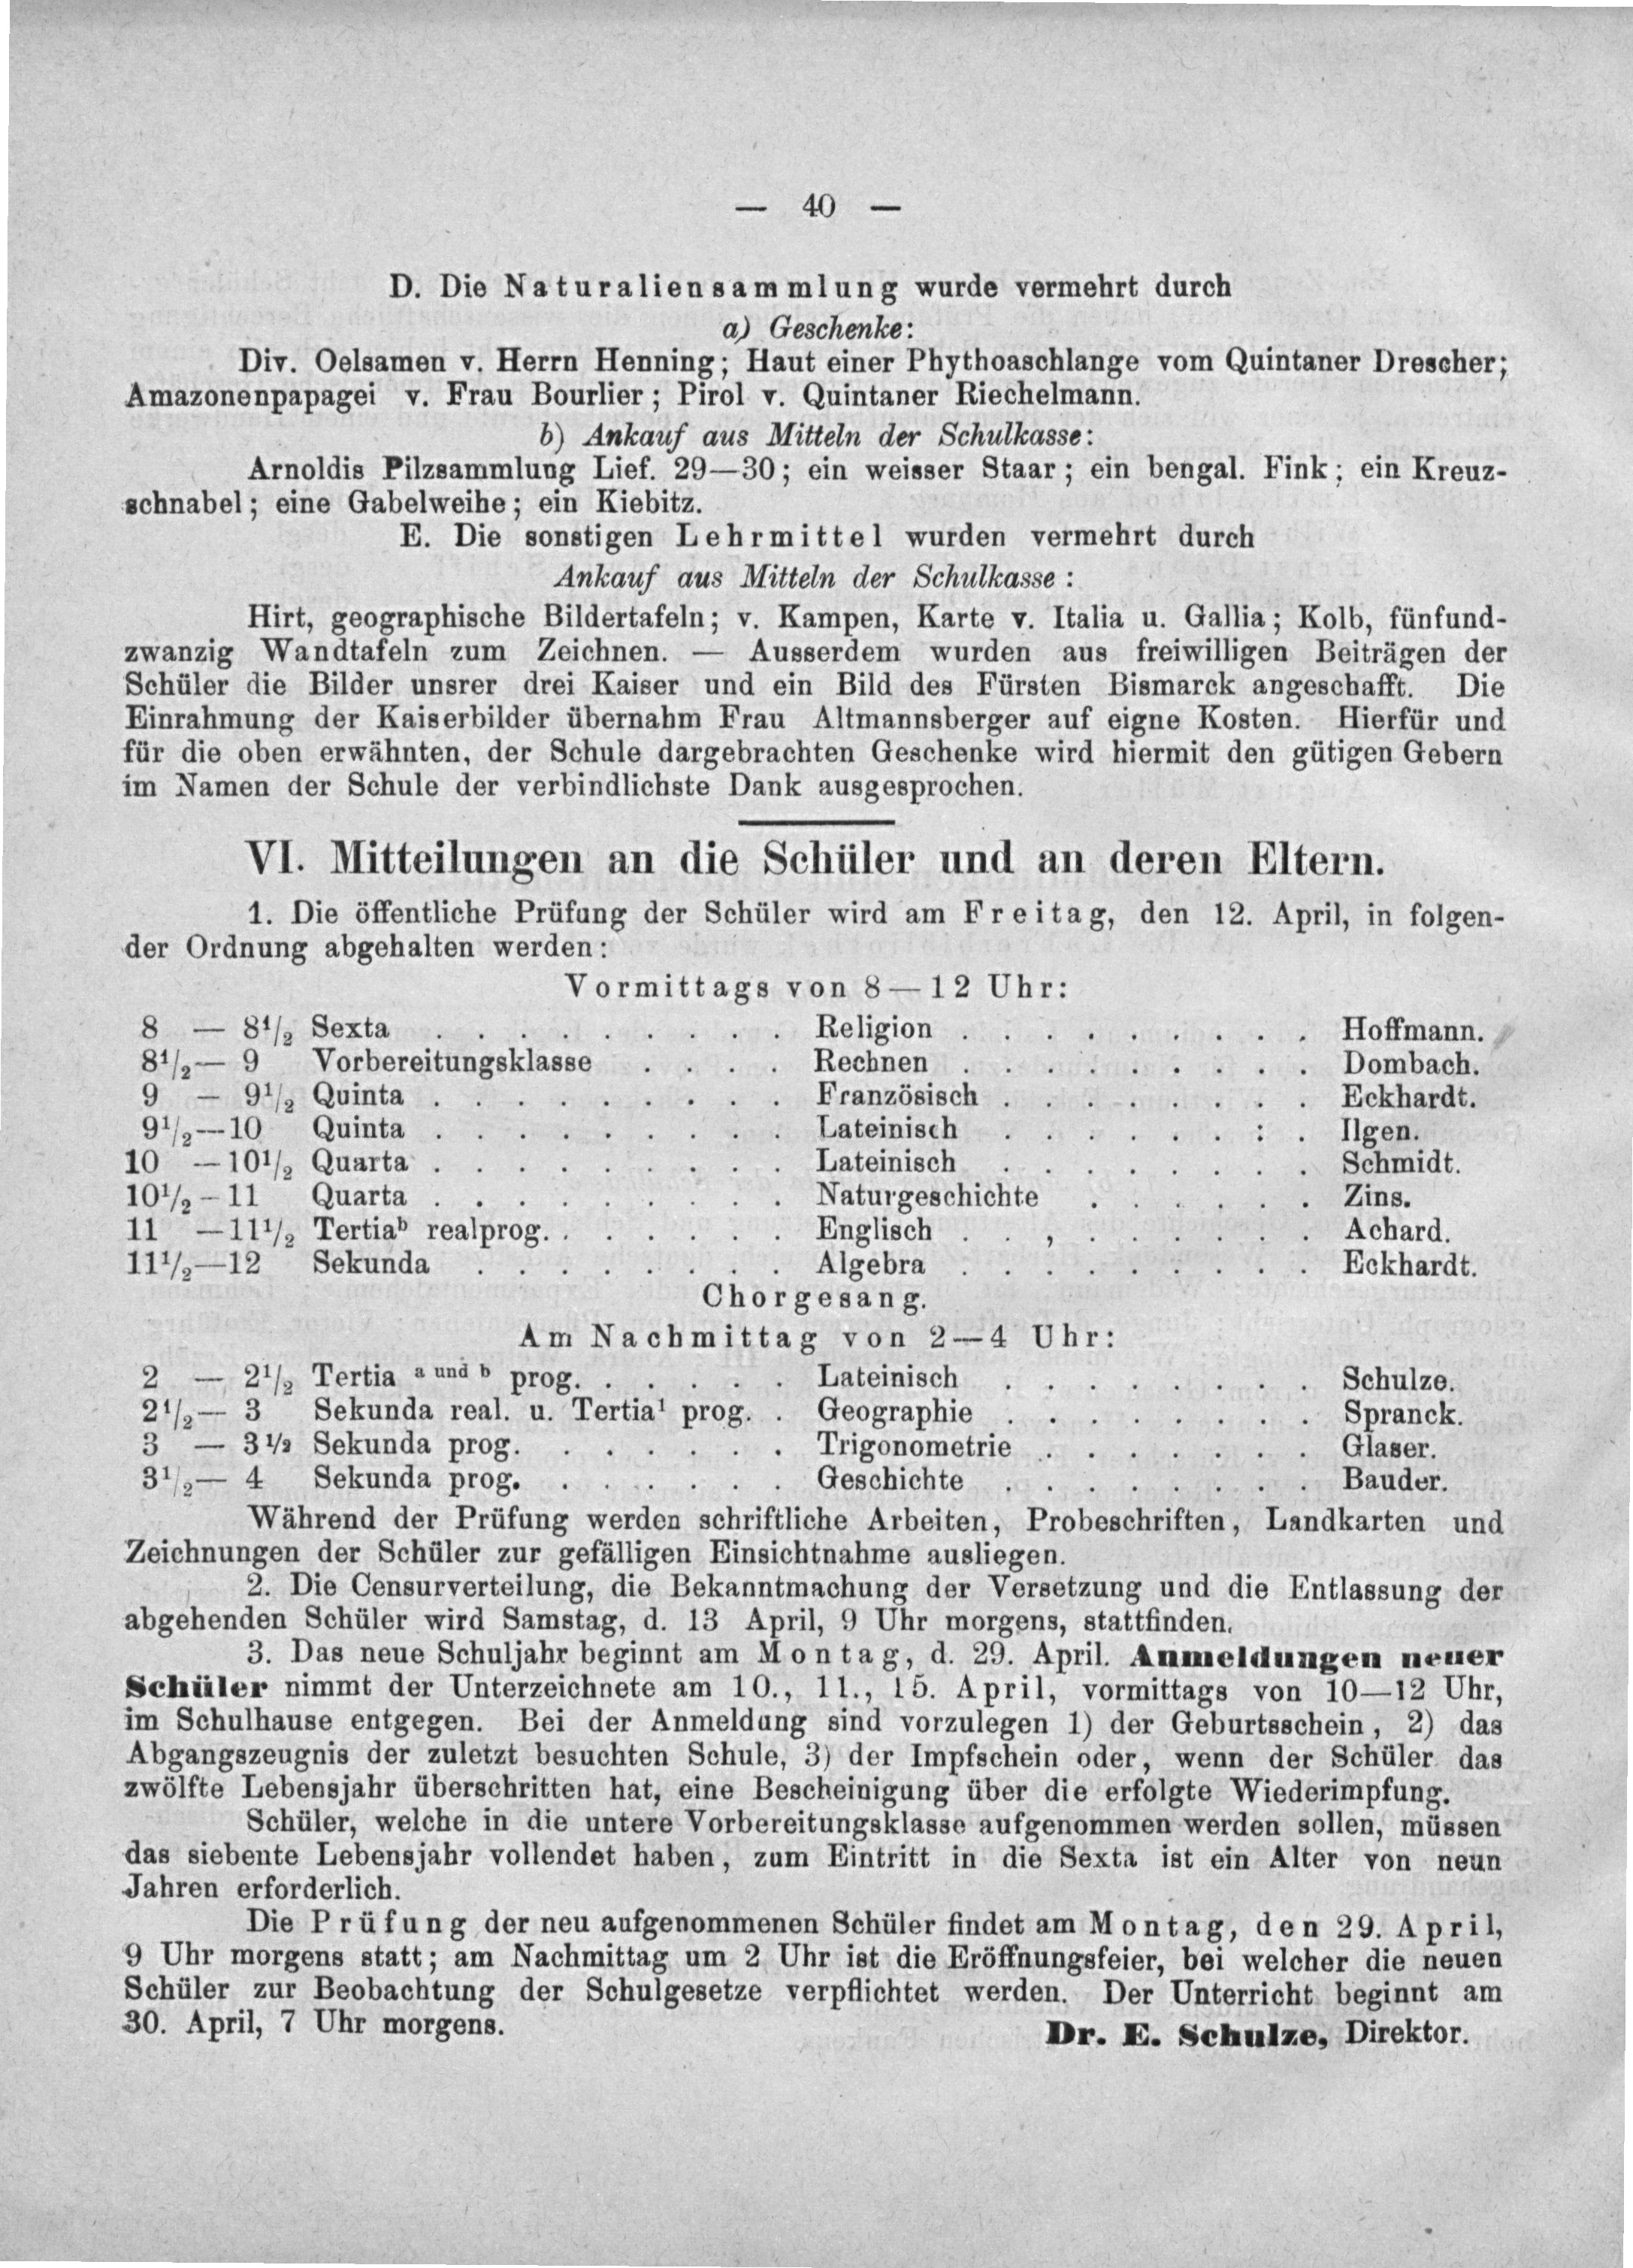 — 40 —
D. Die Naturaliensammlung wurde vermehrt durch
a) Geschenke:
Div. Oelsamen v. Herrn Henning; Haut einer Phythoaschlange vom Quintaner Drescher;
Amazonenpapagei v. Frau Bourlier; Pirol v. Quintaner Riechelmann.
b) Ankauf aus Mitteln der Schulkasse:
Arnoldis Pilzsammlung Lief. 29—30; ein weisser Staar; ein bengal. Fink; ein Kreuz-
schnabel; eine Gabelweihe; ein Kiebitz.
E. Die sonstigen Lehrmittel wurden vermehrt durch
Ankauf aus Mitteln der Schulkasse:
Hirt, geographische Bildertafeln; v. Kampen, Karte v. Italia u. Gallia; Kolb, fünfund-
zwanzig Wandtafeln zum Zeichnen. — Ausserdem wurden aus freiwilligen Beiträgen der
Schüler die Bilder unsrer drei Kaiser und ein Bild des Fürsten Bismarck angeschafft. Die
Einrahmung der Kaiserbilder übernahm Frau Altmannsberger auf eigne Kosten. Hierfür und
für die oben erwähnten, der Schule dargebrachten Geschenke wird hiermit den gütigen Gebern
im Namen der Schule der verbindlichste Dank ausgesprochen.
VI. Mitteilungen an die Schüler und an deren Eltern.
1. Die öffentliche Prüfung der Schüler wird am Freitag, den 12. April, in folgen-
der Ordnung abgehalten werden:
Vormittags von 8—12 Uhr:
8 — 8½ Sexta . . . . . . . . . Religion . . . . . . . . . Hoffmann.
8½— 9 Vorbereitungsklasse . . . . Rechnen . . . . . . . . . Dombach.
9 — 9½ Quinta . . . . . . . . . Französisch . . . . . . . . Eckhardt.
9½—10 Quinta . . . . . . . . . Lateinisch . . . . . . : . Ilgen.
10 —10½ Quarta . . . . . . . . . Lateinisch . . . . . . . . Schmidt.
10½—11 Quarta . . . . . . . . . Naturgeschichte . . . . . . Zins.
11 —11½ Tertiaᵇ realprog. . . . . . . Englisch . . , . . . . . . Achard.
11½—12 Sekunda . . . . . . . . Algebra . . . . . . . . . Eckhardt.
Chorgesang.
Am Nachmittag von 2—4 Uhr:
2 — 2½ Tertia ᵃ ᵘⁿᵈ ᵇ prog. . . . . . Lateinisch . . . . . . . . Schulze.
2½— 3 Sekunda real. u. Tertia¹ prog. . Geographie . . . . . . . . Spranck.
3 — 3½ Sekunda prog. . . . . . . Trigonometrie . . . . . . . Glaser.
3½— 4 Sekunda prog. . . . . . . Geschichte . . . . . . . . Bauder.
Während der Prüfung werden schriftliche Arbeiten, Probeschriften, Landkarten und
Zeichnungen der Schüler zur gefälligen Einsichtnahme ausliegen.
2. Die Censurverteilung, die Bekanntmachung der Versetzung und die Entlassung der
abgehenden Schüler wird Samstag, d. 13 April, 9 Uhr morgens, stattfinden.
3. Das neue Schuljahr beginnt am Montag, d. 29. April. Anmeldungen neuer
Schüler nimmt der Unterzeichnete am 10., 11., 15. April, vormittags von 10—12 Uhr,
im Schulhause entgegen. Bei der Anmeldung sind vorzulegen 1) der Geburtsschein, 2) das
Abgangszeugnis der zuletzt besuchten Schule, 3) der Impfschein oder, wenn der Schüler das
zwölfte Lebensjahr überschritten hat, eine Bescheinigung über die erfolgte Wiederimpfung.
Schüler, welche in die untere Vorbereitungsklasse aufgenommen werden sollen, müssen
das siebente Lebensjahr vollendet haben, zum Eintritt in die Sexta ist ein Alter von neun
Jahren erforderlich.
Die Prüfung der neu aufgenommenen Schüler findet am Montag, den 29. April,
9 Uhr morgens statt; am Nachmittag um 2 Uhr ist die Eröffnungsfeier, bei welcher die neuen
Schüler zur Beobachtung der Schulgesetze verpflichtet werden. Der Unterricht beginnt am
30. April, 7 Uhr morgens. Dr. E. Schulze, Direktor.